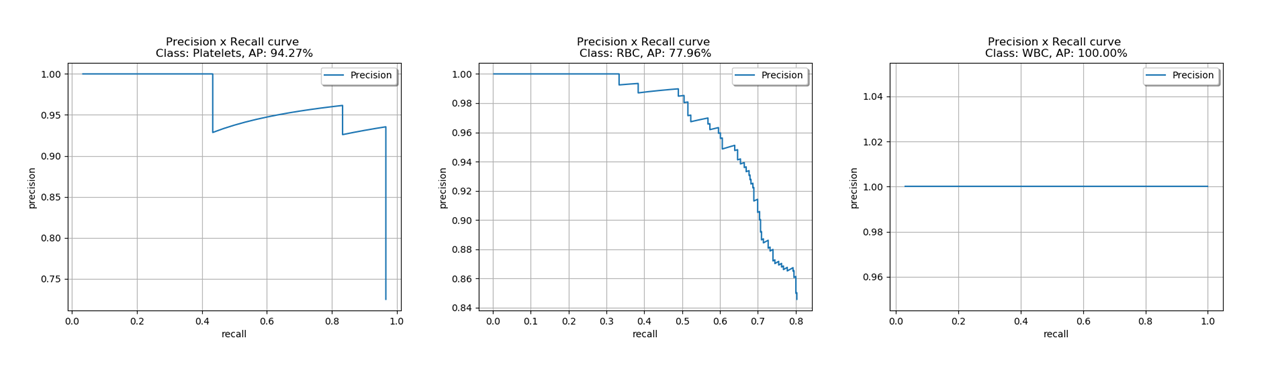 Precision x Recall curve
Class: Platelets, AP: 94.27%
Precision
1.00
0.95
0.90
0.85
0.80
0.75
precision
0.0 0.2 0.4 0.6 0.8 1.0
recall
Precision x Recall curve
Class: RBC, AP: 77.96%
Precision
1.00
0.98
0.96
0.94
0.92
0.90
0.88
0.86
0.84
precision
0.0 0.1 0.2 0.3 0.4 0.5 0.6 0.7 0.8
recall
Precision x Recall curve
Class: WBC, AP: 100.00%
Precision
1.04
1.02
1.00
0.98
0.96
precision
0.0 0.2 0.4 0.6 0.8 1.0
recall